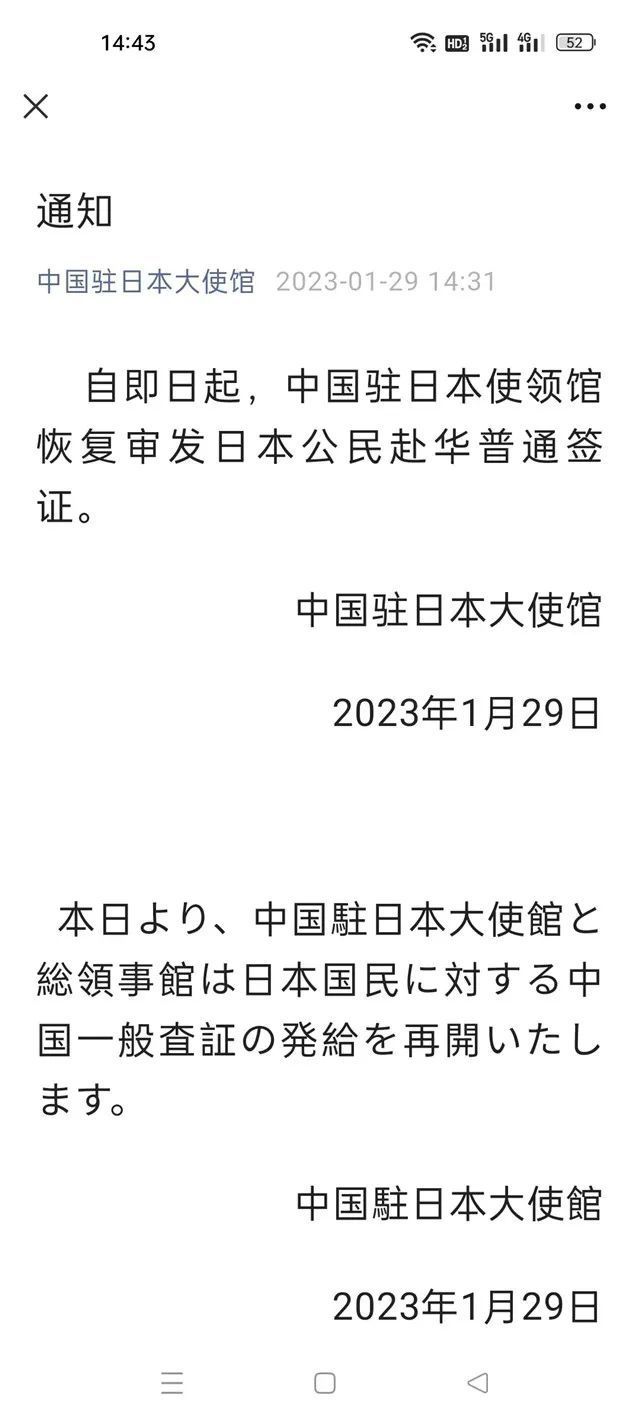 14:43 HD1 2 5G 4G 52
通知
中国驻日本大使馆 2023-01-29 14:31
自即日起，中国驻日本使领馆
恢复审发日本公民赴华普通签
证。
中国驻日本大使馆
2023年1月29日
本日より、中国駐日本大使館と
総領事館は日本国民に対する中
国一般査証の発給を再開いたし
ます。
中国駐日本大使館
2023年1月29日